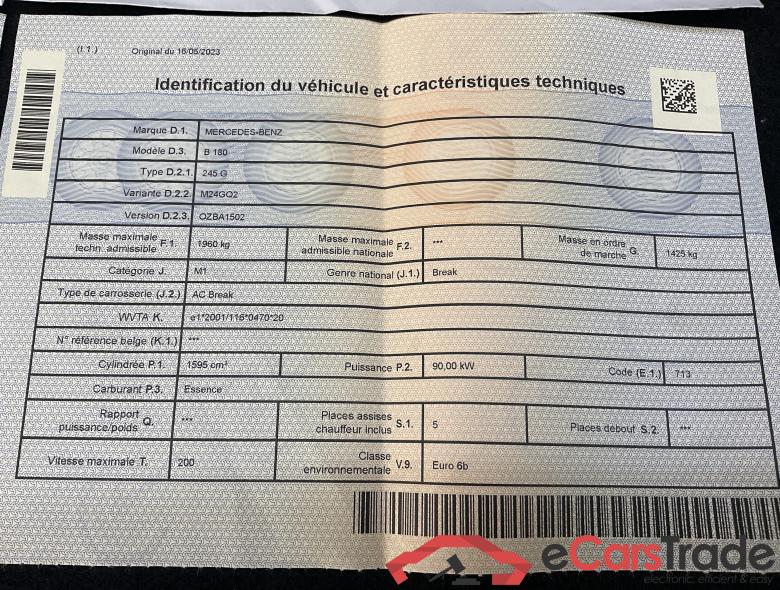 (I.1.) Original du 16/05/2023
Identification du véhicule et caractéristiques techniques
Marque D.1. MERCEDES-BENZ
Modèle D.3. B 180
Type D.2.1. 245 G
Variante D.2.2. M24GO2
Version D.2.3. OZBA1502
Masse maximale techn. admissible F.1. 1960 kg Masse maximale admissible nationale F.2. *** Masse en ordre de marche G. 1425 kg
Catégorie J. M1 Genre national (J.1.) Break
Type de carrosserie (J.2.) AC Break
WVTA K. e1*2001/116*0470*20
N° référence belge (K.1.) ***
Cylindrée P.1. 1595 cm³ Puissance P.2. 90,00 kW Code (E.1.) 713
Carburant P.3. Essence
Rapport puissance/poids Q. *** Places assises chauffeur inclus S.1. 5 Places debout S.2. ***
Vitesse maximale T. 200 Classe environnementale V.9. Euro 6b
eCarsTrade
electronic, efficient & easy